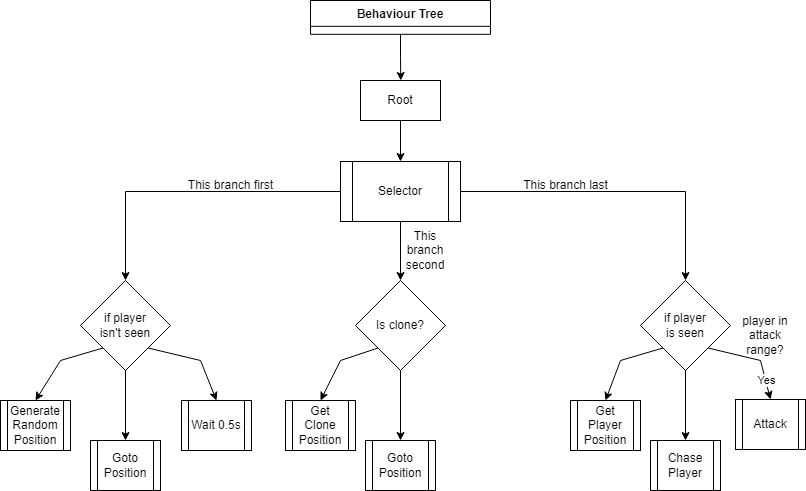 Behaviour Tree
Root
Selector
This branch first
This
branch
second
This branch last
if player
isn't seen
Is clone?
if player
is seen
player in
attack
range?
Yes
Generate
Random
Position
Goto
Position
Wait 0.5s
Get
Clone
Position
Goto
Position
Get
Player
Position
Chase
Player
Attack